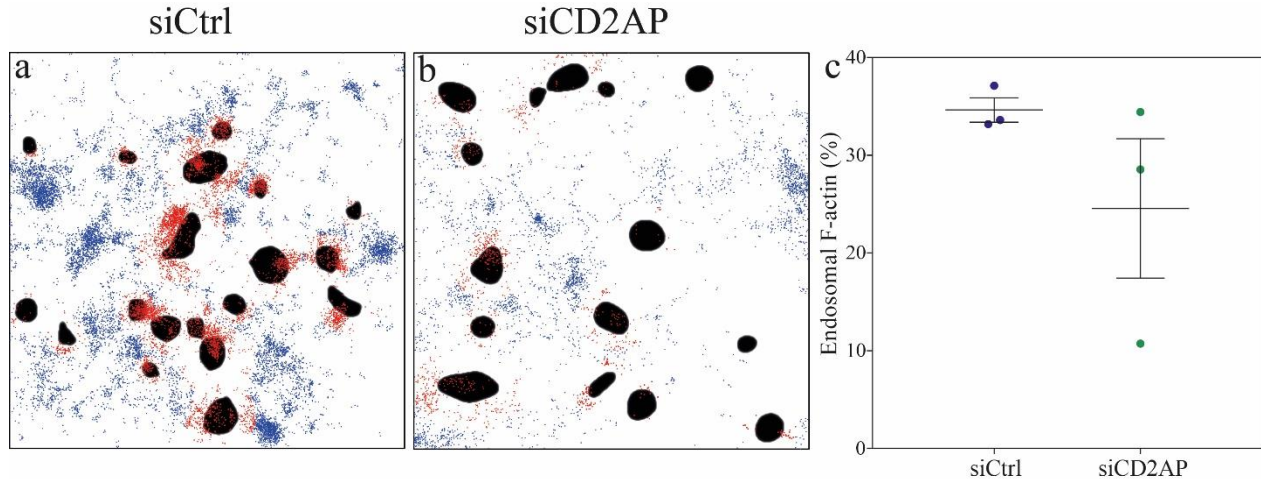 siCtrl
siCD2AP
a
b
c
Endosomal F-actin (%)
40
30
20
10
0
siCtrl
siCD2AP